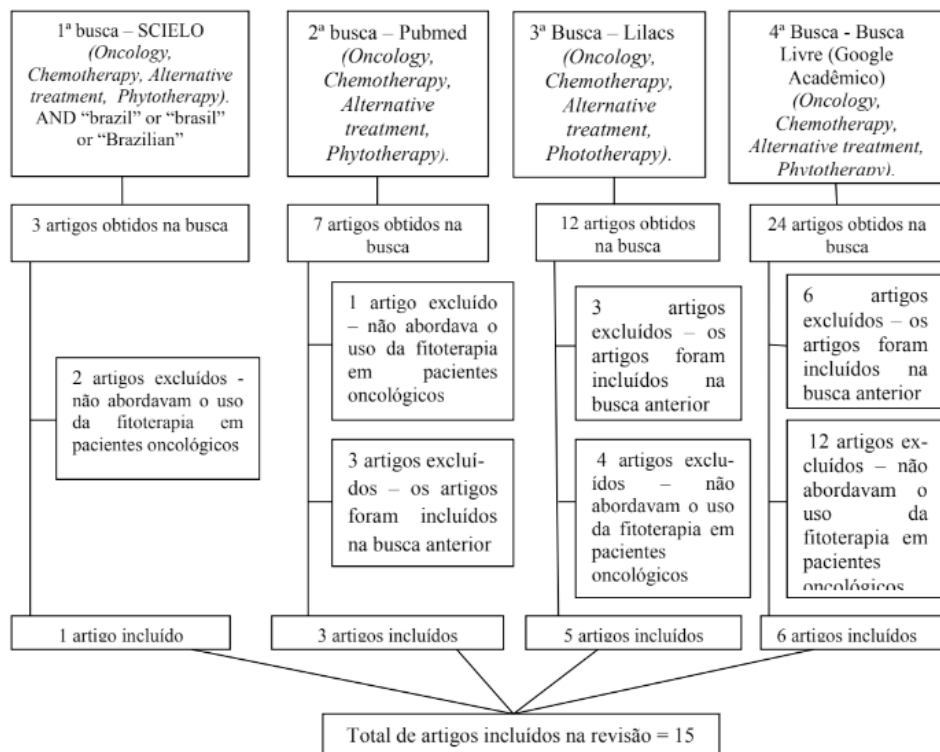 1ª busca – SCIELO
(Oncology,
Chemotherapy, Alternative
treatment, Phytotherapy).
AND “brazil” or “brasil”
or “Brazilian”
2ª busca – Pubmed
(Oncology,
Chemotherapy,
Alternative
treatment,
Phytotherapy).
3ª Busca – Lilacs
(Oncology,
Chemotherapy,
Alternative
treatment,
Phototherapy).
4ª Busca - Busca
Livre (Google
Acadêmico)
(Oncology,
Chemotherapy,
Alternative treatment,
Phytotherapy).
3 artigos obtidos na busca
7 artigos obtidos na
busca
12 artigos obtidos
na busca
24 artigos obtidos na
busca
2 artigos excluídos -
não abordavam o uso
da fitoterapia em
pacientes oncológicos
1 artigo excluído
– não abordava o
uso da fitoterapia
em pacientes
oncológicos
3 artigos excluí-
dos – os artigos
foram incluídos
na busca anterior
3 artigos
excluídos – os
artigos foram
incluídos na
busca anterior
4 artigos exclu-
ídos – não
abordavam o uso
da fitoterapia em
pacientes
oncológicos
6 artigos
excluídos – os
artigos foram
incluídos na
busca anterior
12 artigos ex-
cluídos – não
abordavam o
uso da
fitoterapia em
pacientes
oncológicos
1 artigo incluído
3 artigos incluídos
5 artigos incluídos
6 artigos incluídos
Total de artigos incluídos na revisão = 15